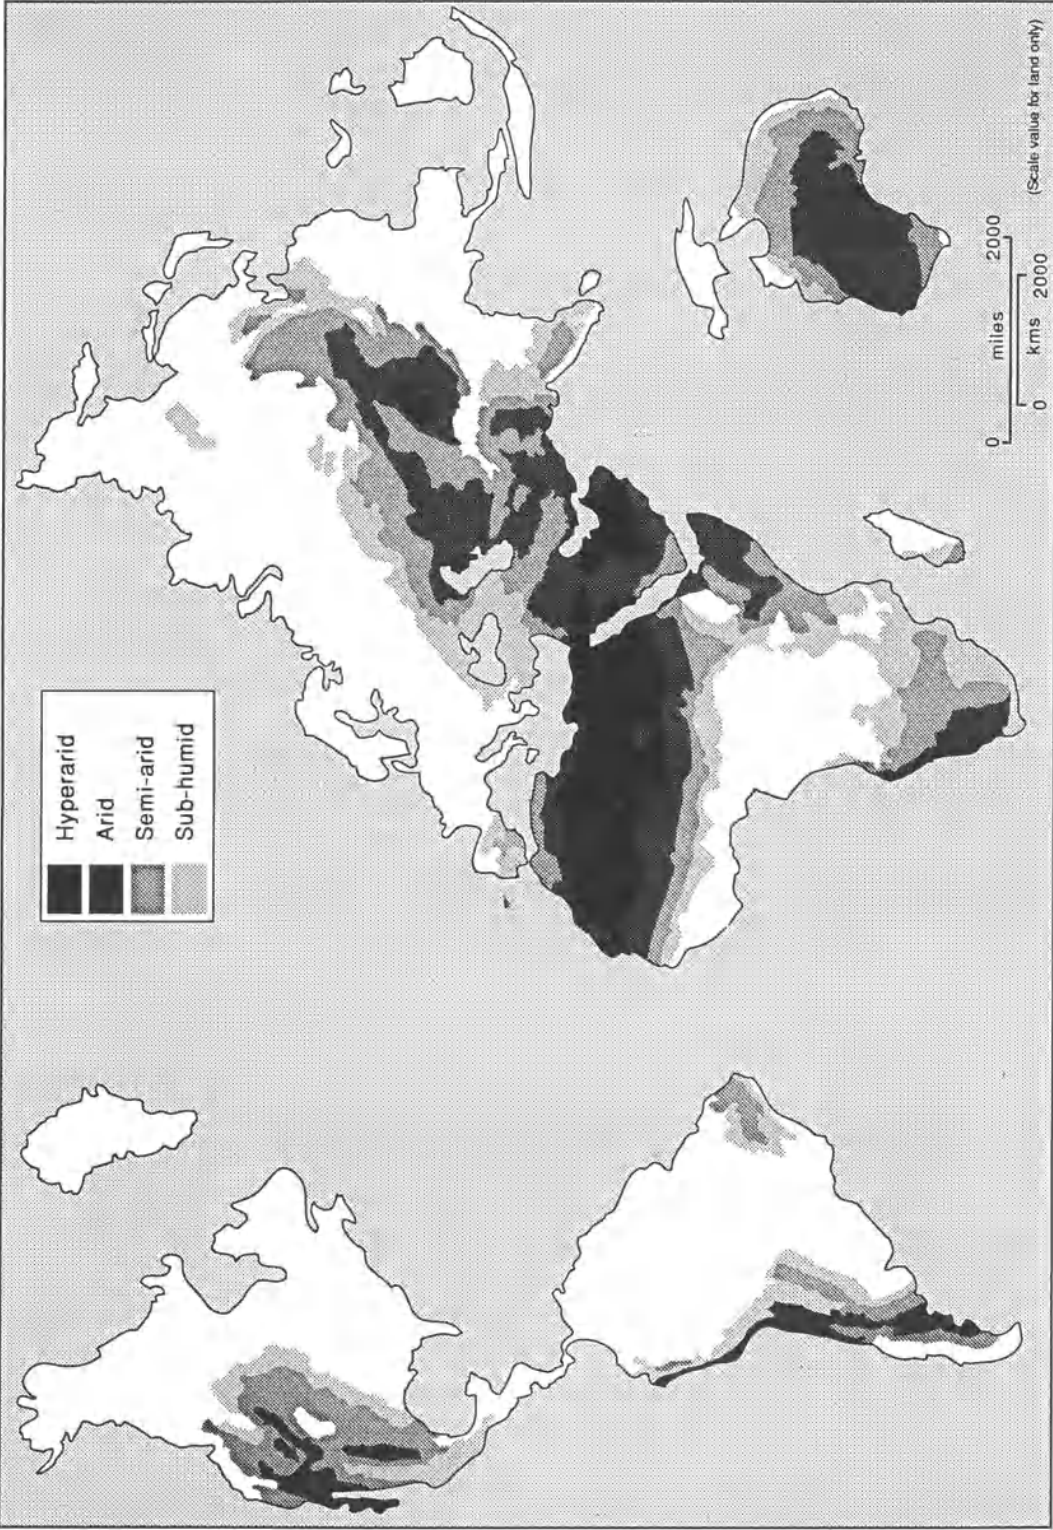 Hyperarid
Arid
Semi-arid
Sub-humid
0 miles 2000
0 kms 2000
(Scale value for land only)